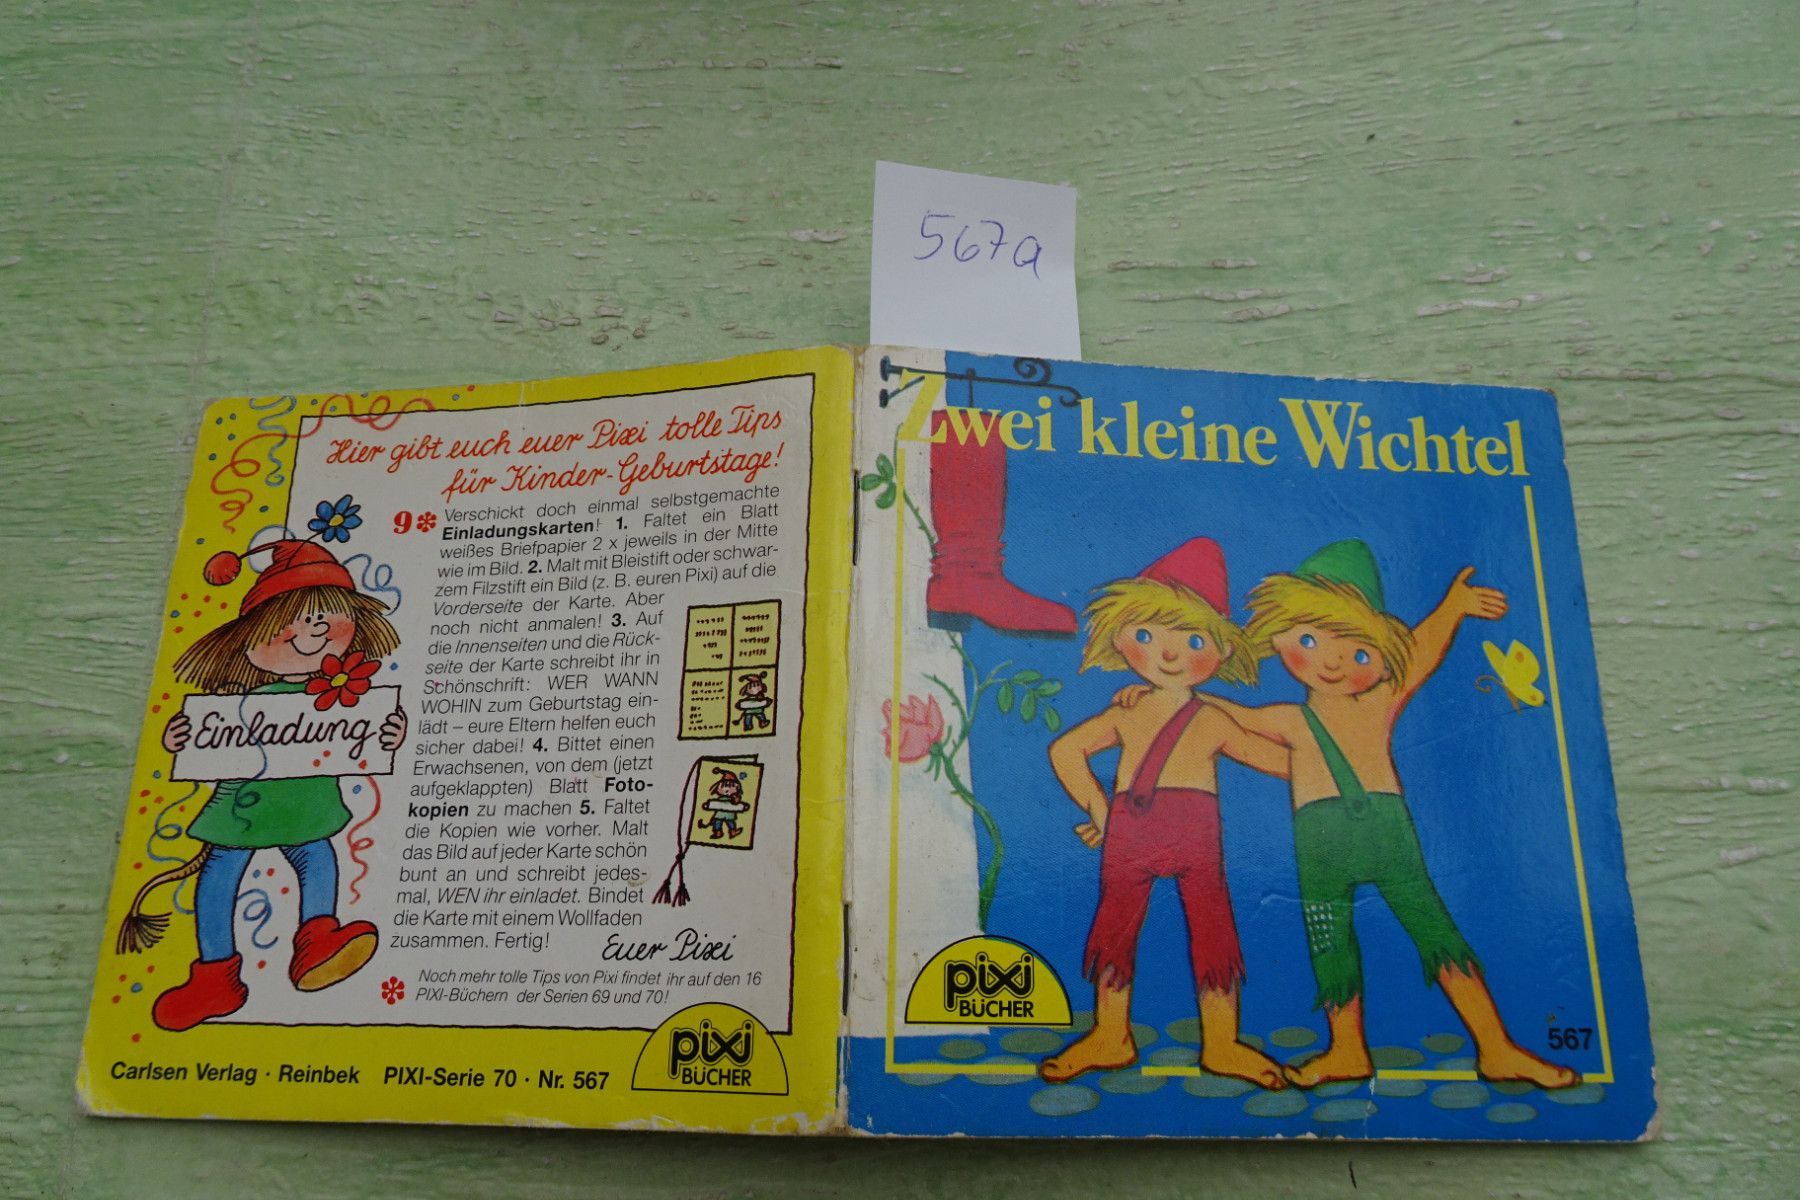 567a
Hier gibt euch euer Pixi tolle Tips
für Kinder-Geburtstage!
9 Verschickt doch einmal selbstgemachte
Einladungskarten! 1. Faltet ein Blatt
weißes Briefpapier 2 x jeweils in der Mitte
wie im Bild. 2. Malt mit Bleistift oder schwar-
zem Filzstift ein Bild (z. B. euren Pixi) auf die
Vorderseite der Karte. Aber
noch nicht anmalen! 3. Auf
die Innenseiten und die Rück-
seite der Karte schreibt ihr in
Schönschrift: WER WANN
WOHIN zum Geburtstag ein-
lädt – eure Eltern helfen euch
sicher dabei! 4. Bittet einen
Erwachsenen, von dem (jetzt
aufgeklappten) Blatt Foto-
kopien zu machen 5. Faltet
die Kopien wie vorher. Malt
das Bild auf jeder Karte schön
bunt an und schreibt jedes-
mal, WEN ihr einladet. Bindet
die Karte mit einem Wollfaden
zusammen. Fertig!
Euer Pixi
Noch mehr tolle Tips von Pixi findet ihr auf den 16
PIXI-Büchern der Serien 69 und 70!
Einladung
Carlsen Verlag · Reinbek PIXI-Serie 70 · Nr. 567
pixi
BÜCHER
Zwei kleine Wichtel
pixi
BÜCHER
567